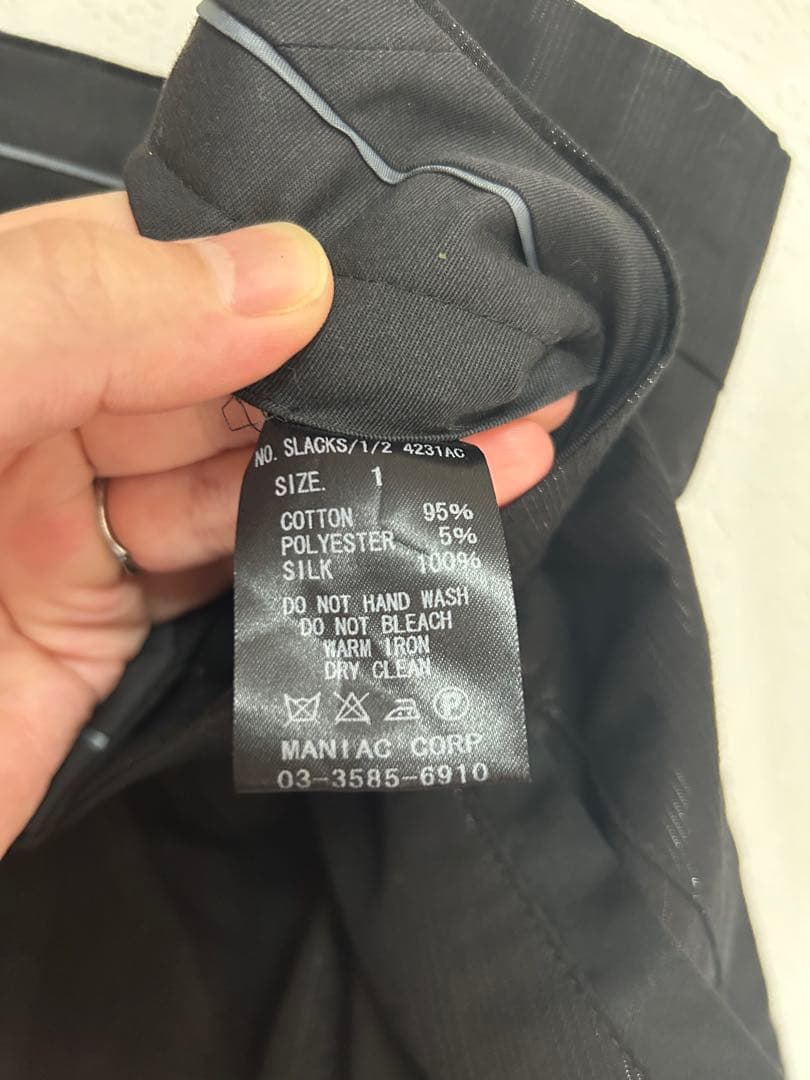 NO. SLACKS/1/2 4231AC
SIZE. 1
COTTON 95%
POLYESTER 5%
SILK 100%
DO NOT HAND WASH
DO NOT BLEACH
WARM IRON
DRY CLEAN
P
MANIAC CORP
03-3585-6910